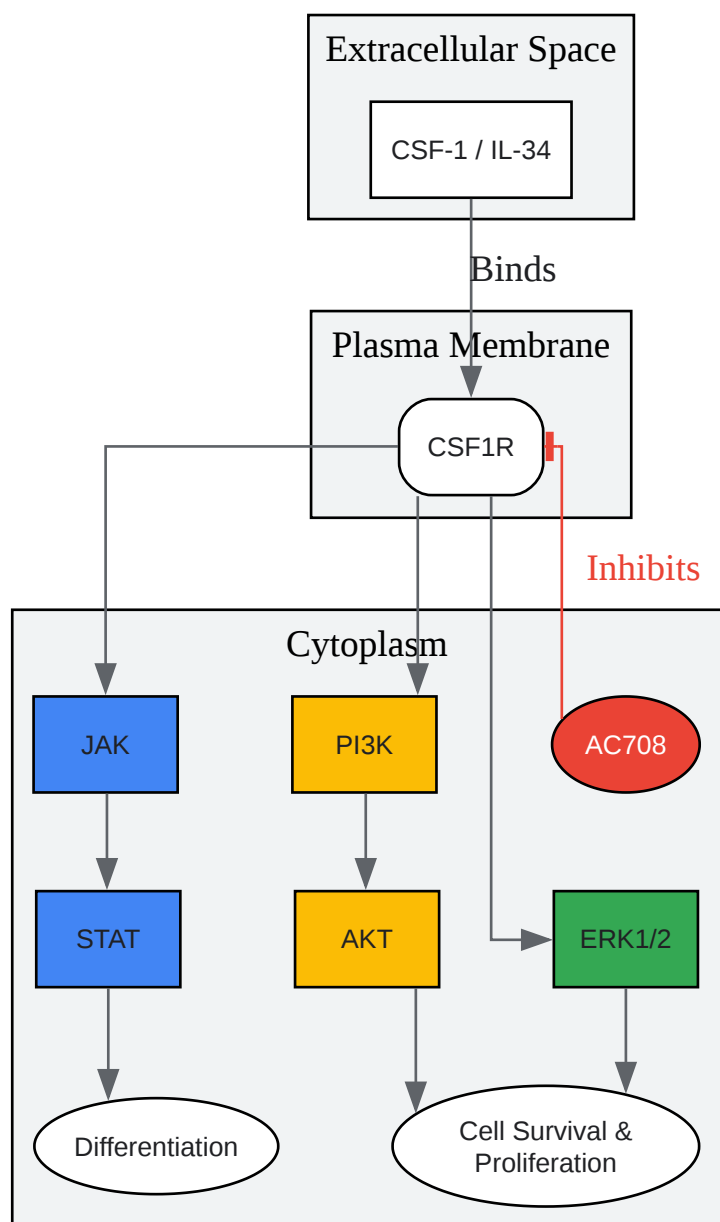 Extracellular Space
CSF-1 / IL-34
Binds
Plasma Membrane
CSF1R
Inhibits
Cytoplasm
JAK
PI3K
AC708
STAT
AKT
ERK1/2
Differentiation
Cell Survival &
Proliferation